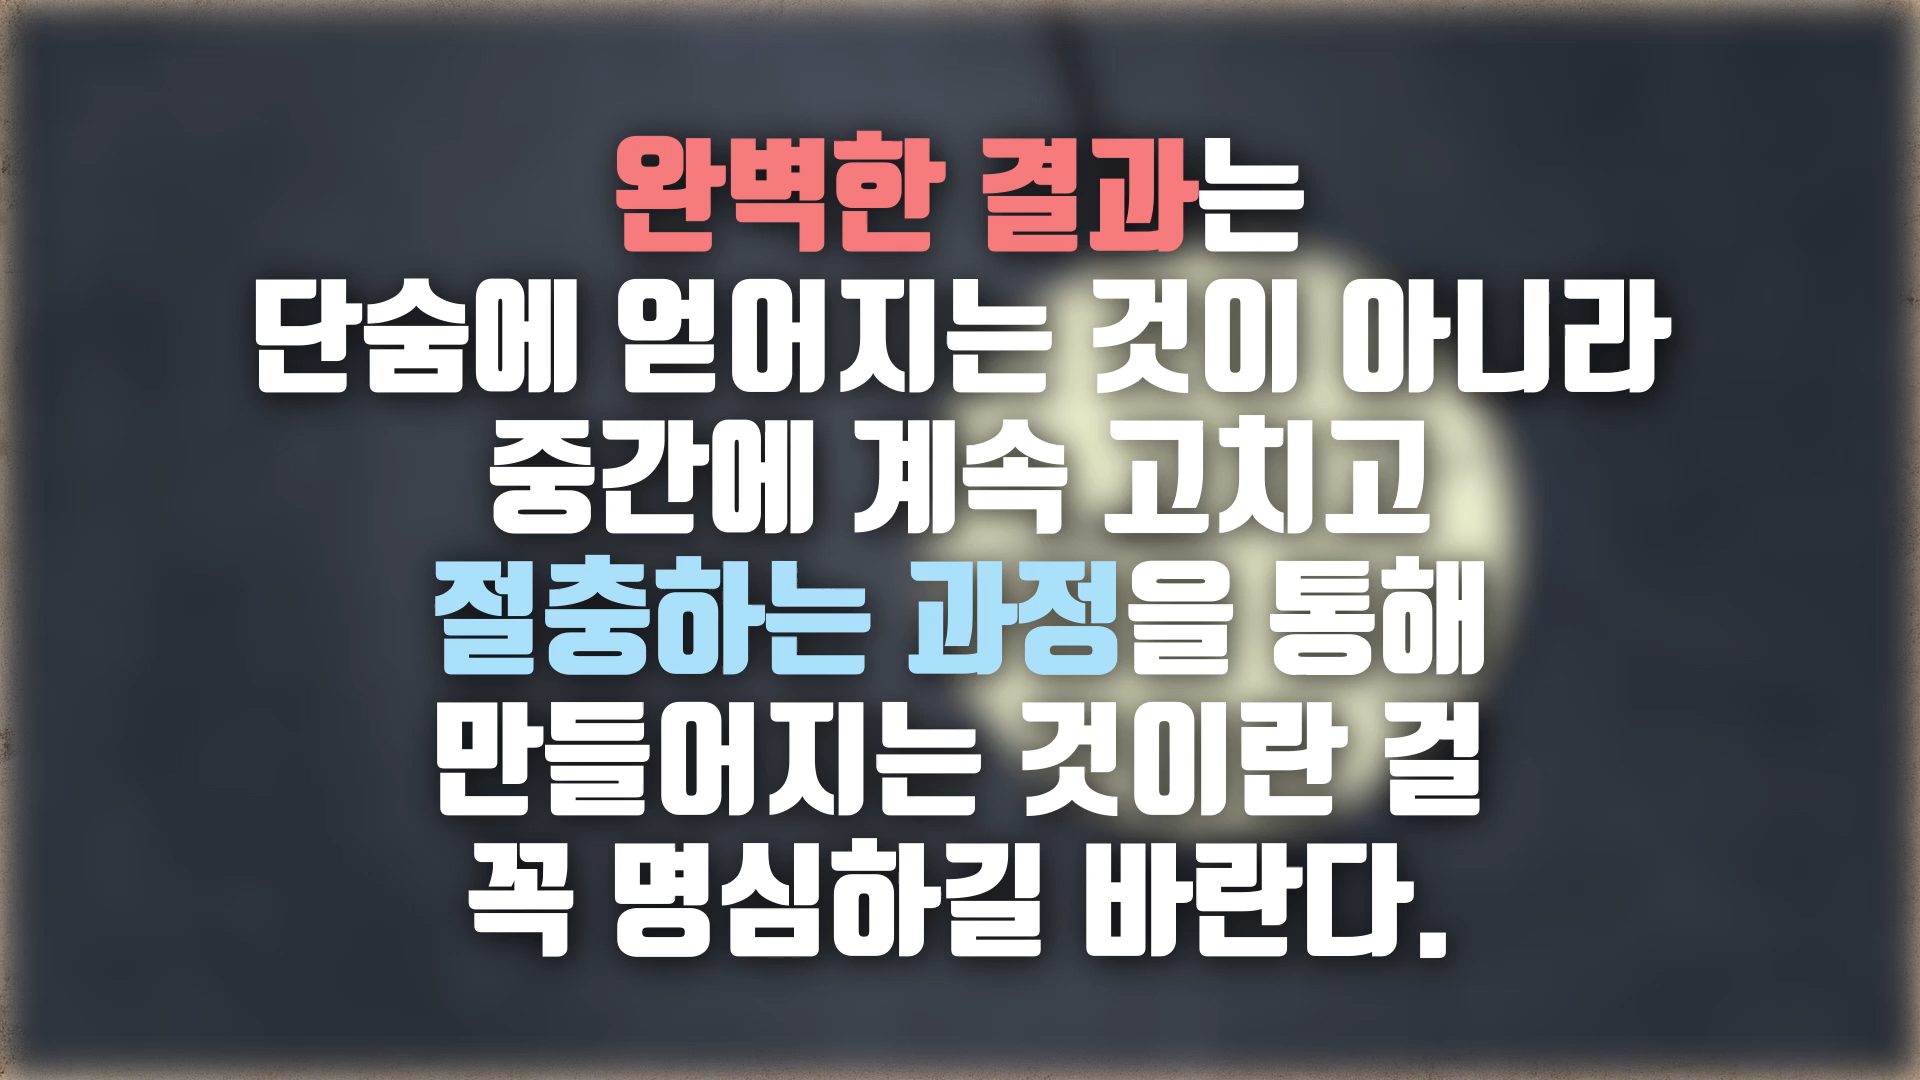 완벽한 결과는
단숨에 얻어지는 것이 아니라
중간에 계속 고치고
절충하는 과정을 통해
만들어지는 것이란 걸
꼭 명심하길 바란다.